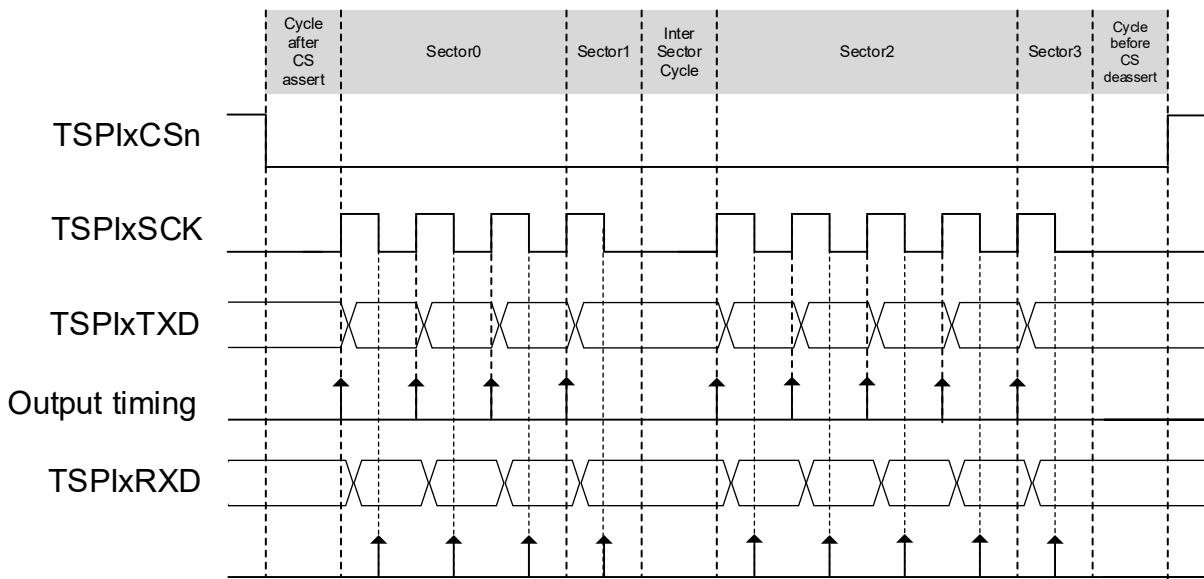 Cycle
after
CS
assert
Sector0
Sector1
Inter
Sector
Cycle
Sector2
Sector3
Cycle
before
CS
deassert
TSPIxCSn
TSPIxSCK
TSPIxTXD
Output timing
TSPIxRXD